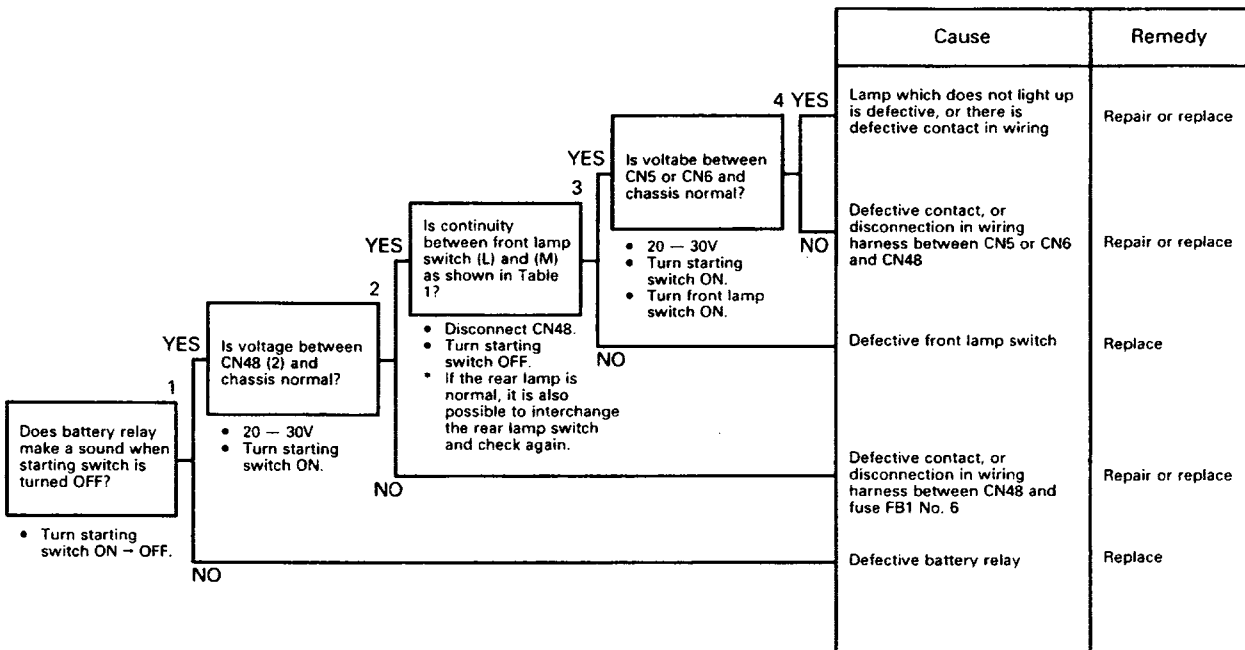 Cause
Remedy
4 YES
Lamp which does not light up
is defective, or there is
defective contact in wiring
Repair or replace
YES
3
Is voltabe between
CN5 or CN6 and
chassis normal?
NO
Defective contact, or
disconnection in wiring
harness between CN5 or CN6
and CN48
Repair or replace
• 20 — 30V
• Turn starting
switch ON.
• Turn front lamp
switch ON.
YES
2
Is continuity
between front lamp
switch (L) and (M)
as shown in Table
1?
NO
Defective front lamp switch
Replace
• Disconnect CN48.
• Turn starting
switch OFF.
* If the rear lamp is
normal, it is also
possible to interchange
the rear lamp switch
and check again.
YES
1
Is voltage between
CN48 (2) and
chassis normal?
NO
Defective contact, or
disconnection in wiring
harness between CN48 and
fuse FB1 No. 6
Repair or replace
• 20 — 30V
• Turn starting
switch ON.
Does battery relay
make a sound when
starting switch is
turned OFF?
NO
Defective battery relay
Replace
• Turn starting
switch ON → OFF.